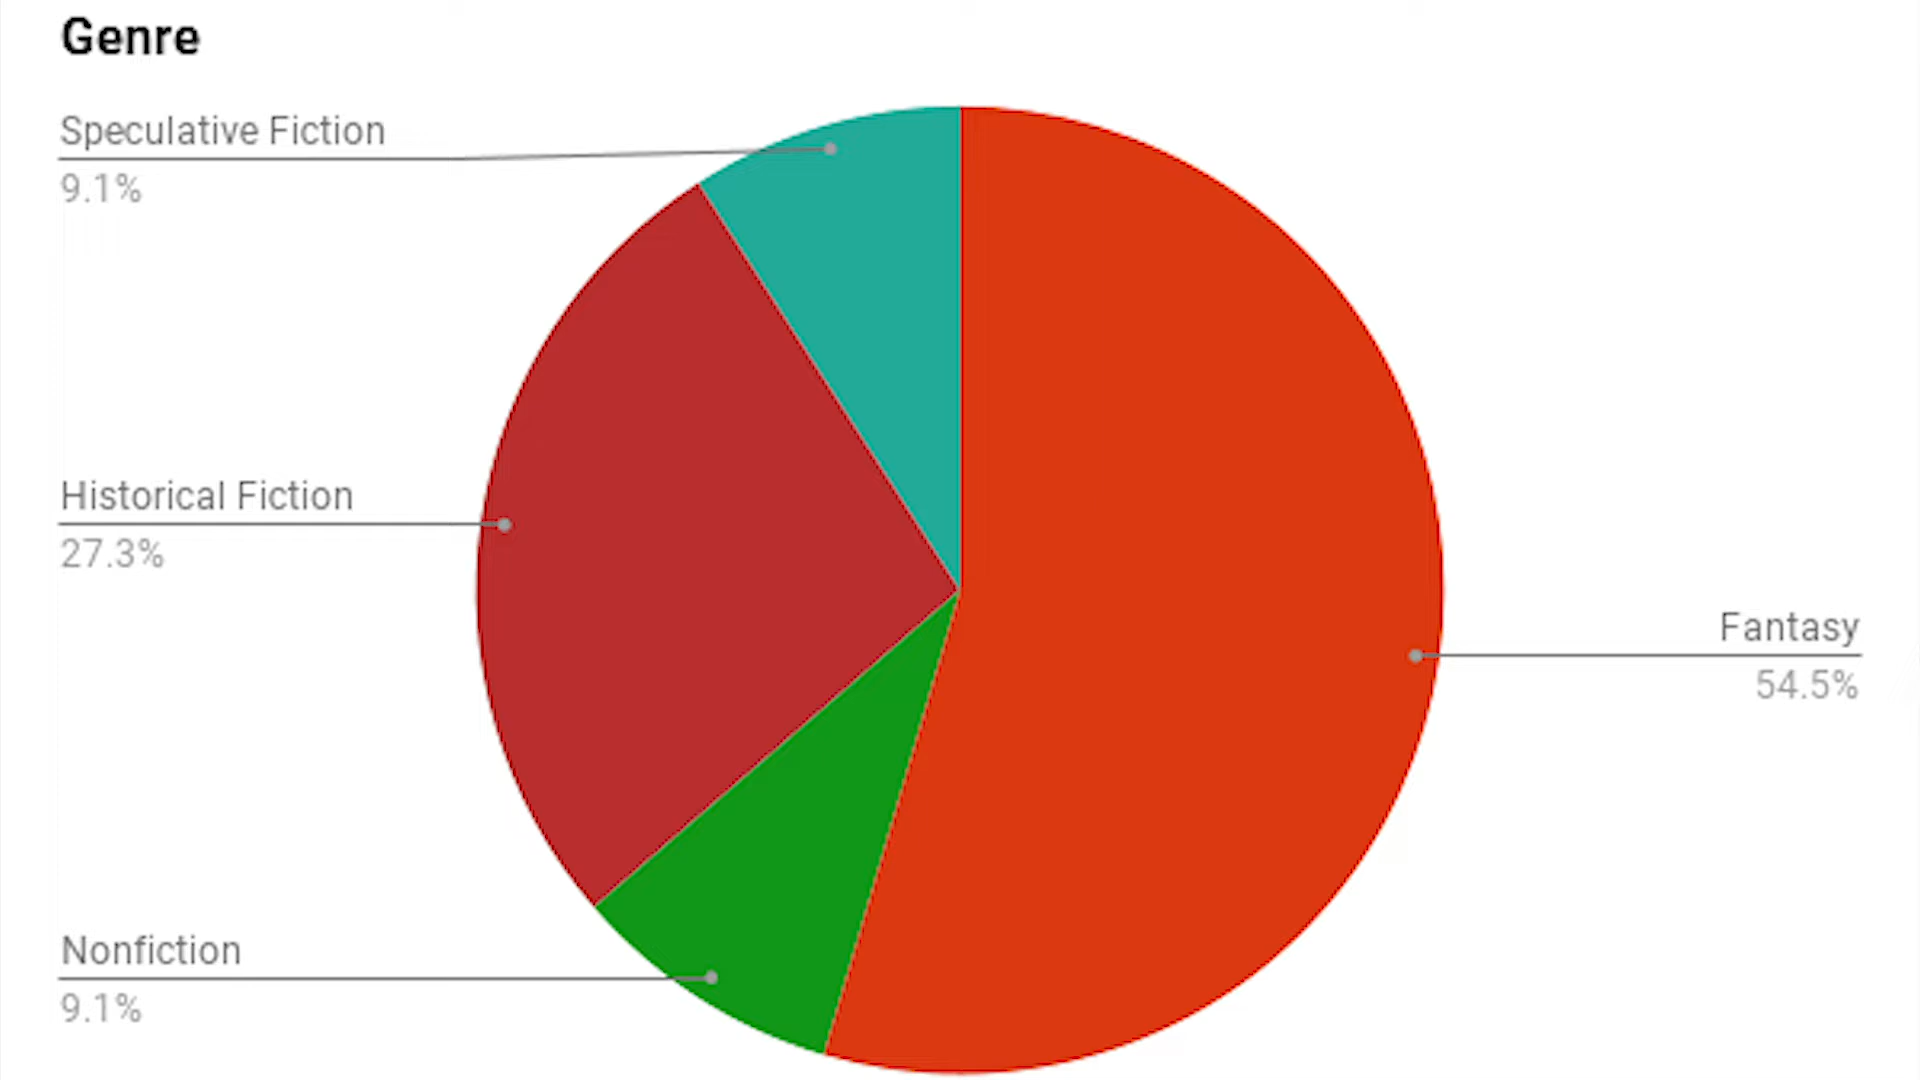 Genre
Speculative Fiction
9.1%
Historical Fiction
27.3%
Fantasy
54.5%
Nonfiction
9.1%